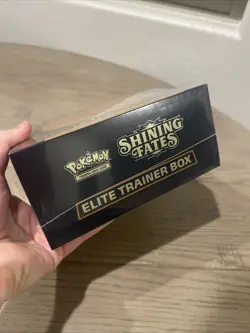 Pokémon
SHINING
FATES
ELITE TRAINER BOX